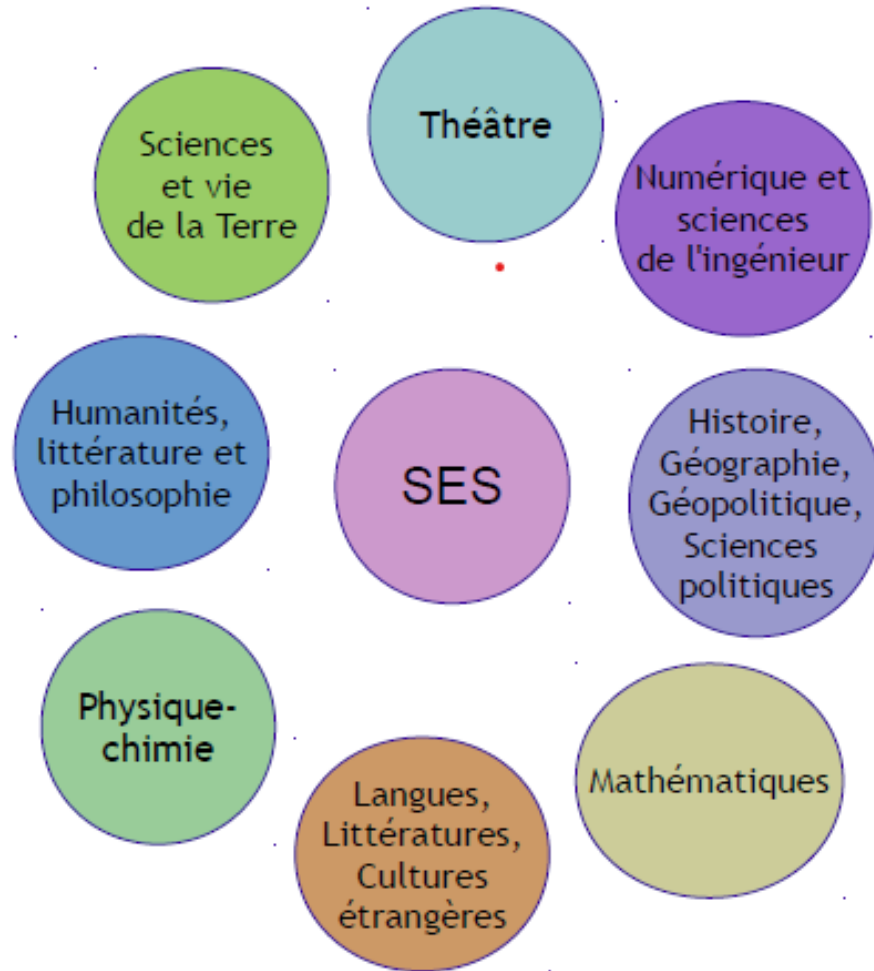 Théâtre
Sciences
et vie
de la Terre
Numérique et
sciences
de l'ingénieur
Humanités,
littérature et
philosophie
SES
Histoire,
Géographie,
Géopolitique,
Sciences
politiques
Physique-
chimie
Mathématiques
Langues,
Littératures,
Cultures
étrangères